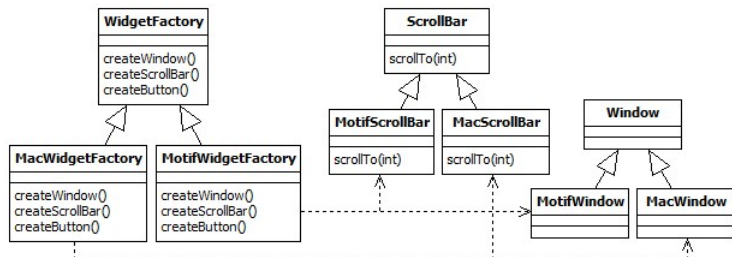 WidgetFactory
createWindow()
createScrollBar()
createButton()
ScrollBar
scrollTo(int)
MotifScrollBar
scrollTo(int)
MacScrollBar
scrollTo(int)
Window
MacWidgetFactory
createWindow()
createScrollBar()
createButton()
MotifWidgetFactory
createWindow()
createScrollBar()
createButton()
MotifWindow
MacWindow